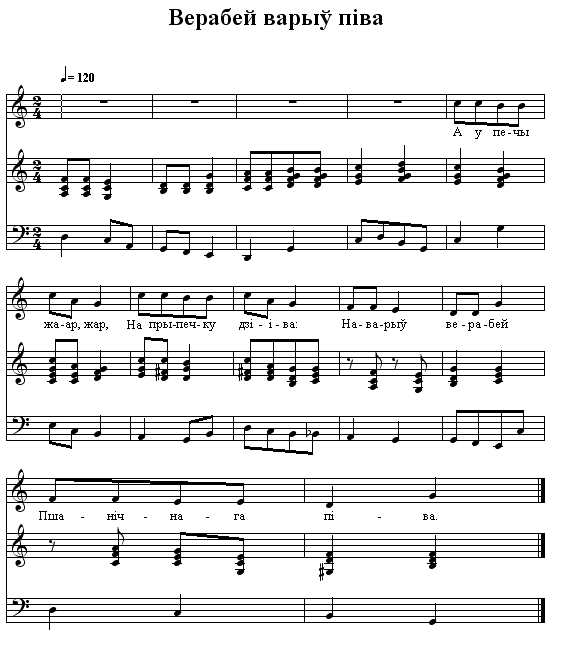 Верабей варыў піва
= 120
А у пе-чы
жа-ар, жар, На пры-печ-ку дзі - і - ва: На-ва-рыў ве-ра-бей
Пша - ніч - на - га пі - ва.